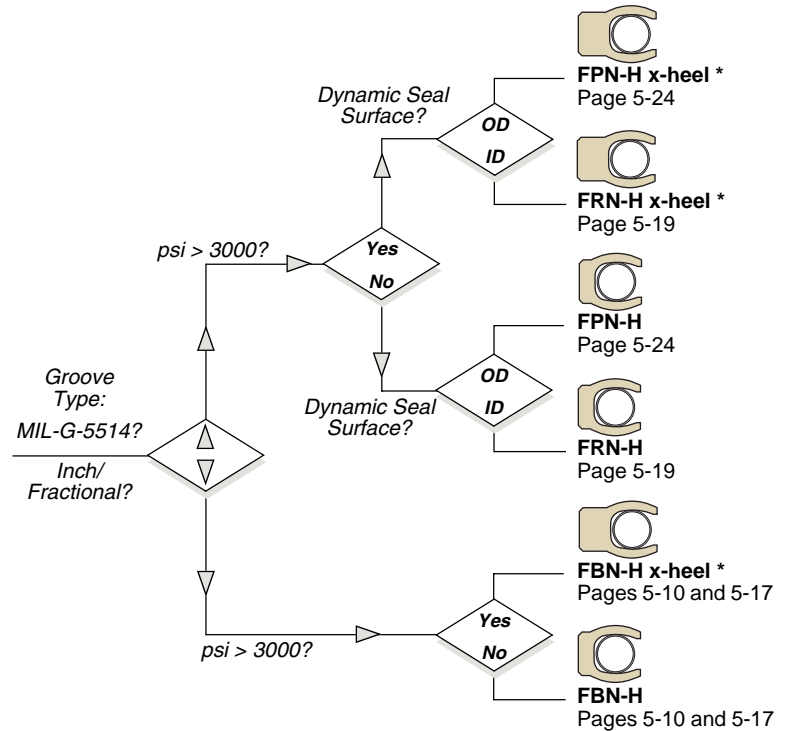 FPN-H x-heel *
Page 5-24
Dynamic Seal
Surface?
OD
ID
FRN-H x-heel *
Page 5-19
psi > 3000?
Yes
No
FPN-H
Page 5-24
Groove
Type:
MIL-G-5514?
Inch/
Fractional?
Dynamic Seal
Surface?
OD
ID
FRN-H
Page 5-19
FBN-H x-heel *
Pages 5-10 and 5-17
psi > 3000?
Yes
No
FBN-H
Pages 5-10 and 5-17